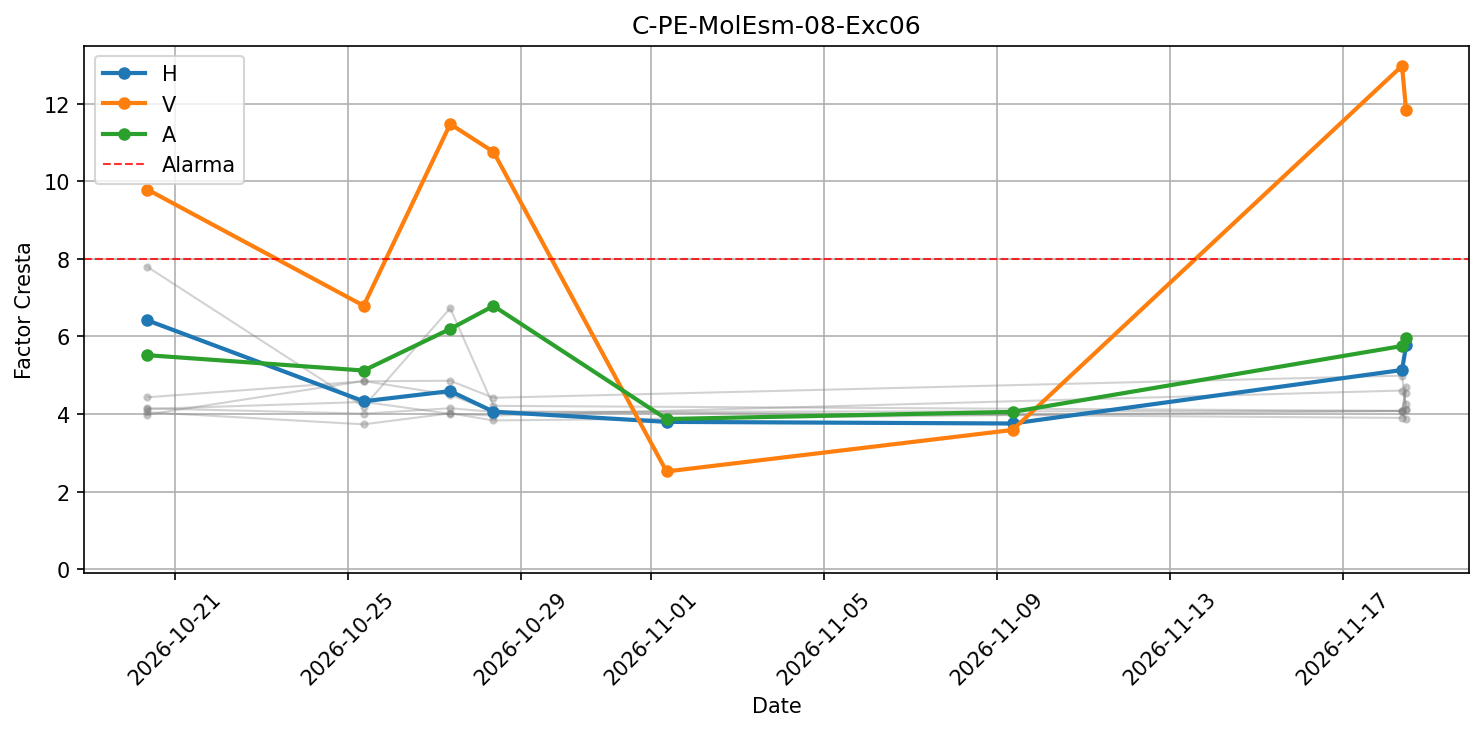 C-PE-MolEsm-08-Exc06
H
V
A
Alarma
12
10
8
6
4
2
0
Factor Cresta
2026-10-21
2026-10-25
2026-10-29
2026-11-01
2026-11-05
2026-11-09
2026-11-13
2026-11-17
Date